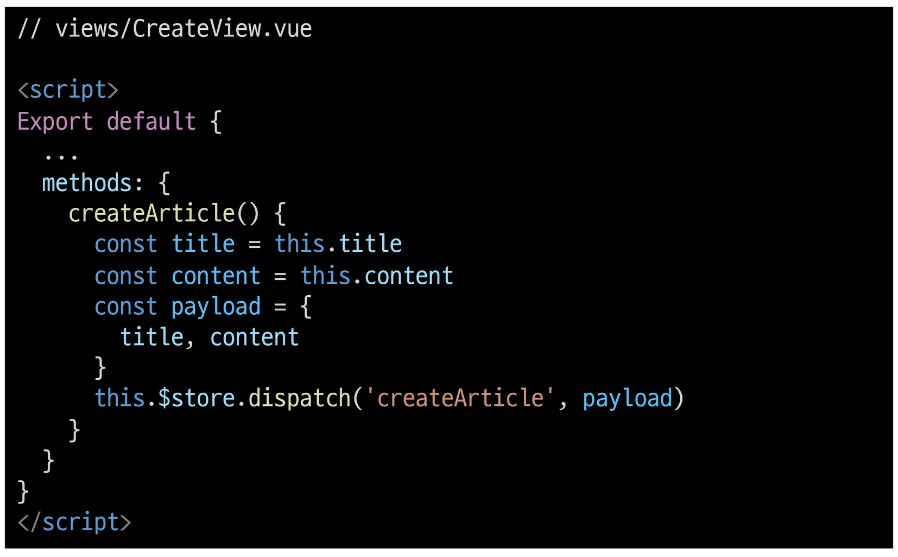 // views/CreateView.vue
<script>
Export default {
...
methods: {
createArticle() {
const title = this.title
const content = this.content
const payload = {
title, content
}
this.$store.dispatch('createArticle', payload)
}
}
}
</script>